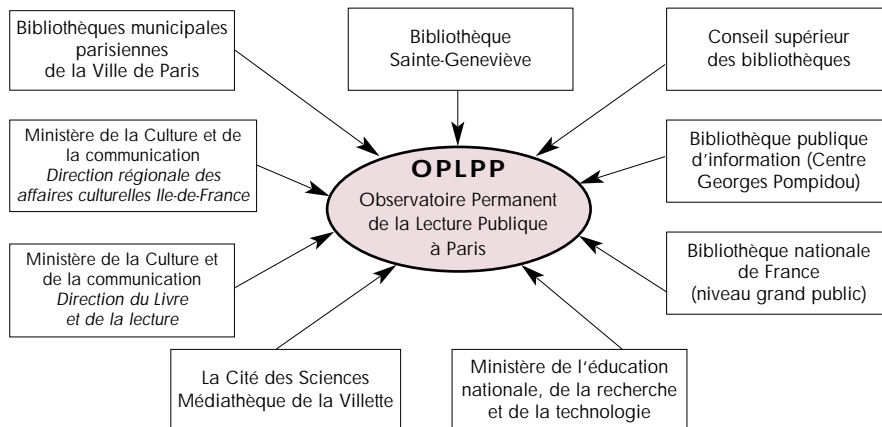 Bibliothèques municipales
parisiennes
de la Ville de Paris
Bibliothèque
Sainte-Geneviève
Conseil supérieur
des bibliothèques
Ministère de la Culture et de
la communication
Direction régionale des
affaires culturelles Ile-de-France
OPLPP
Observatoire Permanent
de la Lecture Publique
à Paris
Bibliothèque publique
d'information (Centre
Georges Pompidou)
Ministère de la Culture et
de la communication
Direction du Livre
et de la lecture
Bibliothèque nationale
de France
(niveau grand public)
La Cité des Sciences
Médiathèque de la Villette
Ministère de l'éducation
nationale, de la recherche
et de la technologie